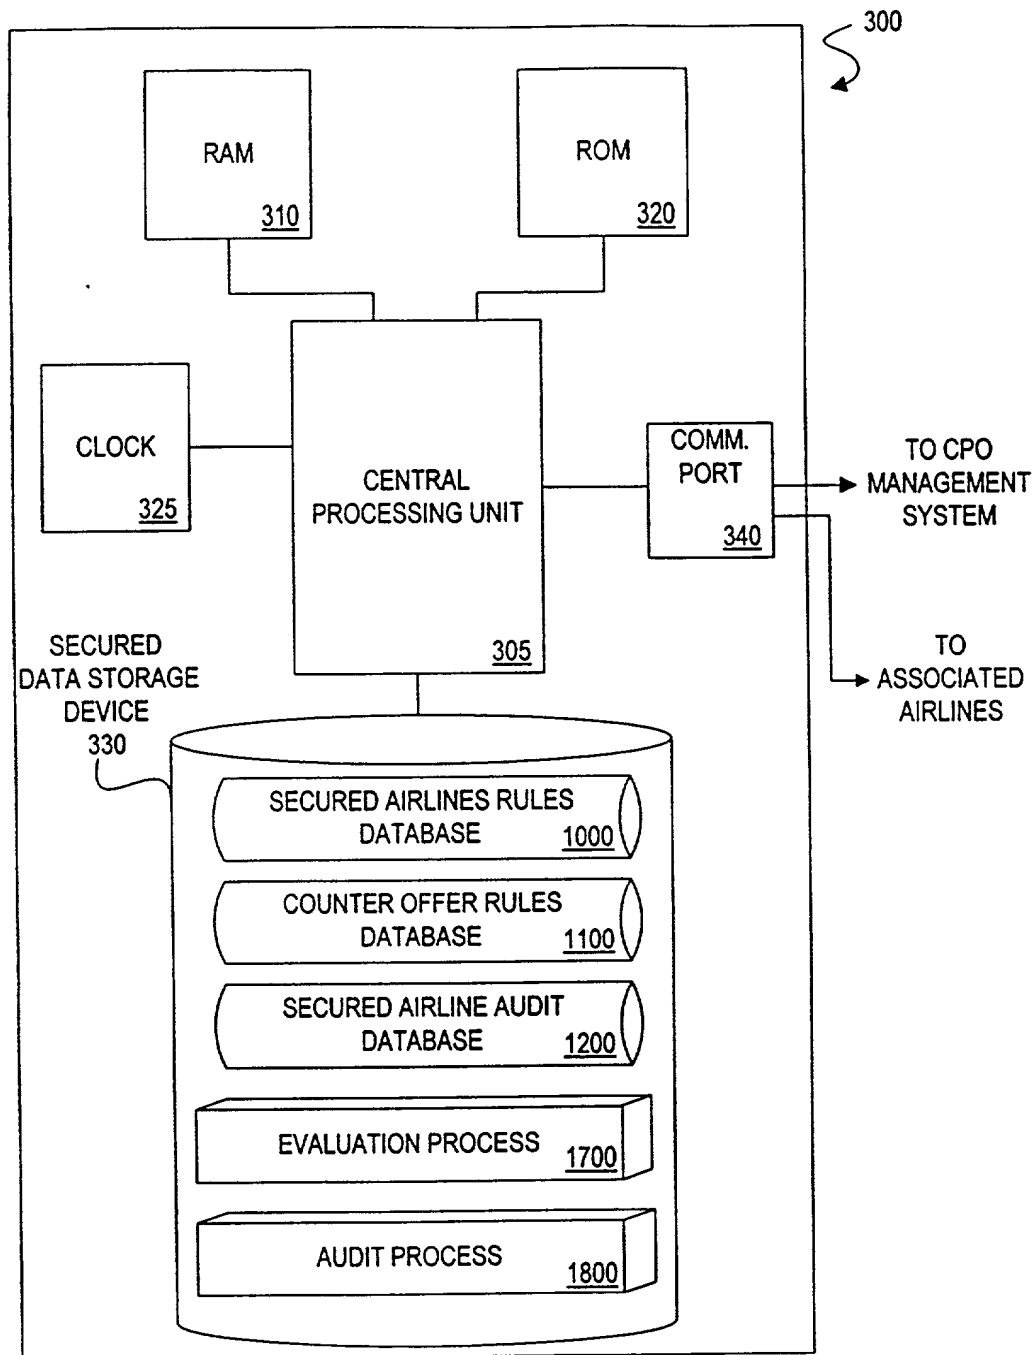 300
RAM
310
ROM
320
CLOCK
325
CENTRAL
PROCESSING UNIT
305
COMM.
PORT
340
TO CPO
MANAGEMENT
SYSTEM
TO
ASSOCIATED
AIRLINES
SECURED
DATA STORAGE
DEVICE
330
SECURED AIRLINES RULES
DATABASE
1000
COUNTER OFFER RULES
DATABASE
1100
SECURED AIRLINE AUDIT
DATABASE
1200
EVALUATION PROCESS
1700
AUDIT PROCESS
1800